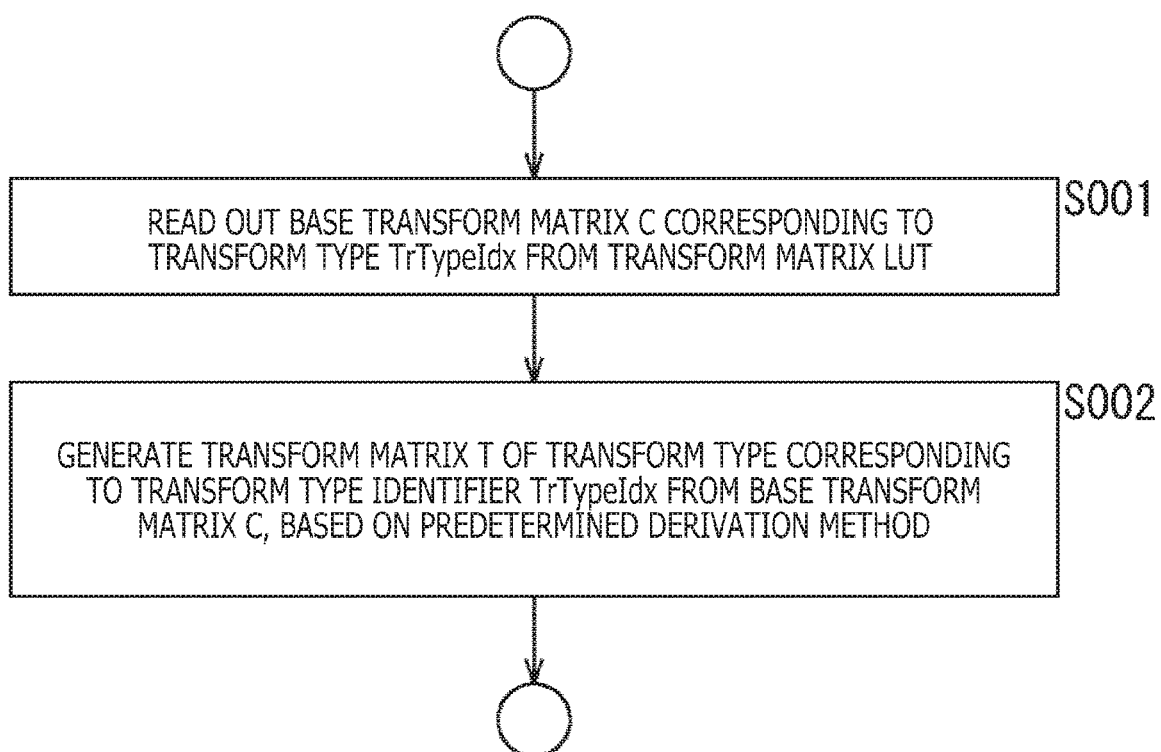 S001
READ OUT BASE TRANSFORM MATRIX C CORRESPONDING TO
TRANSFORM TYPE TrTypeIdx FROM TRANSFORM MATRIX LUT
S002
GENERATE TRANSFORM MATRIX T OF TRANSFORM TYPE CORRESPONDING
TO TRANSFORM TYPE IDENTIFIER TrTypeIdx FROM BASE TRANSFORM
MATRIX C, BASED ON PREDETERMINED DERIVATION METHOD